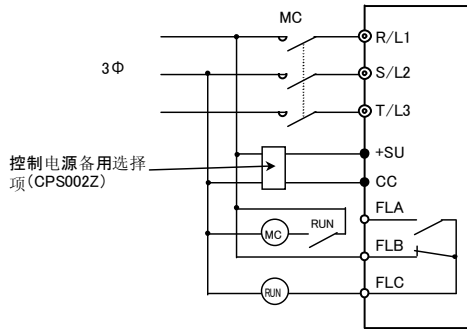 MC
R/L1
3Φ
S/L2
T/L3
+SU
控制电源备用选择
项(CPS002Z)
CC
FLA
RUN
MC
FLB
FLC
RUN